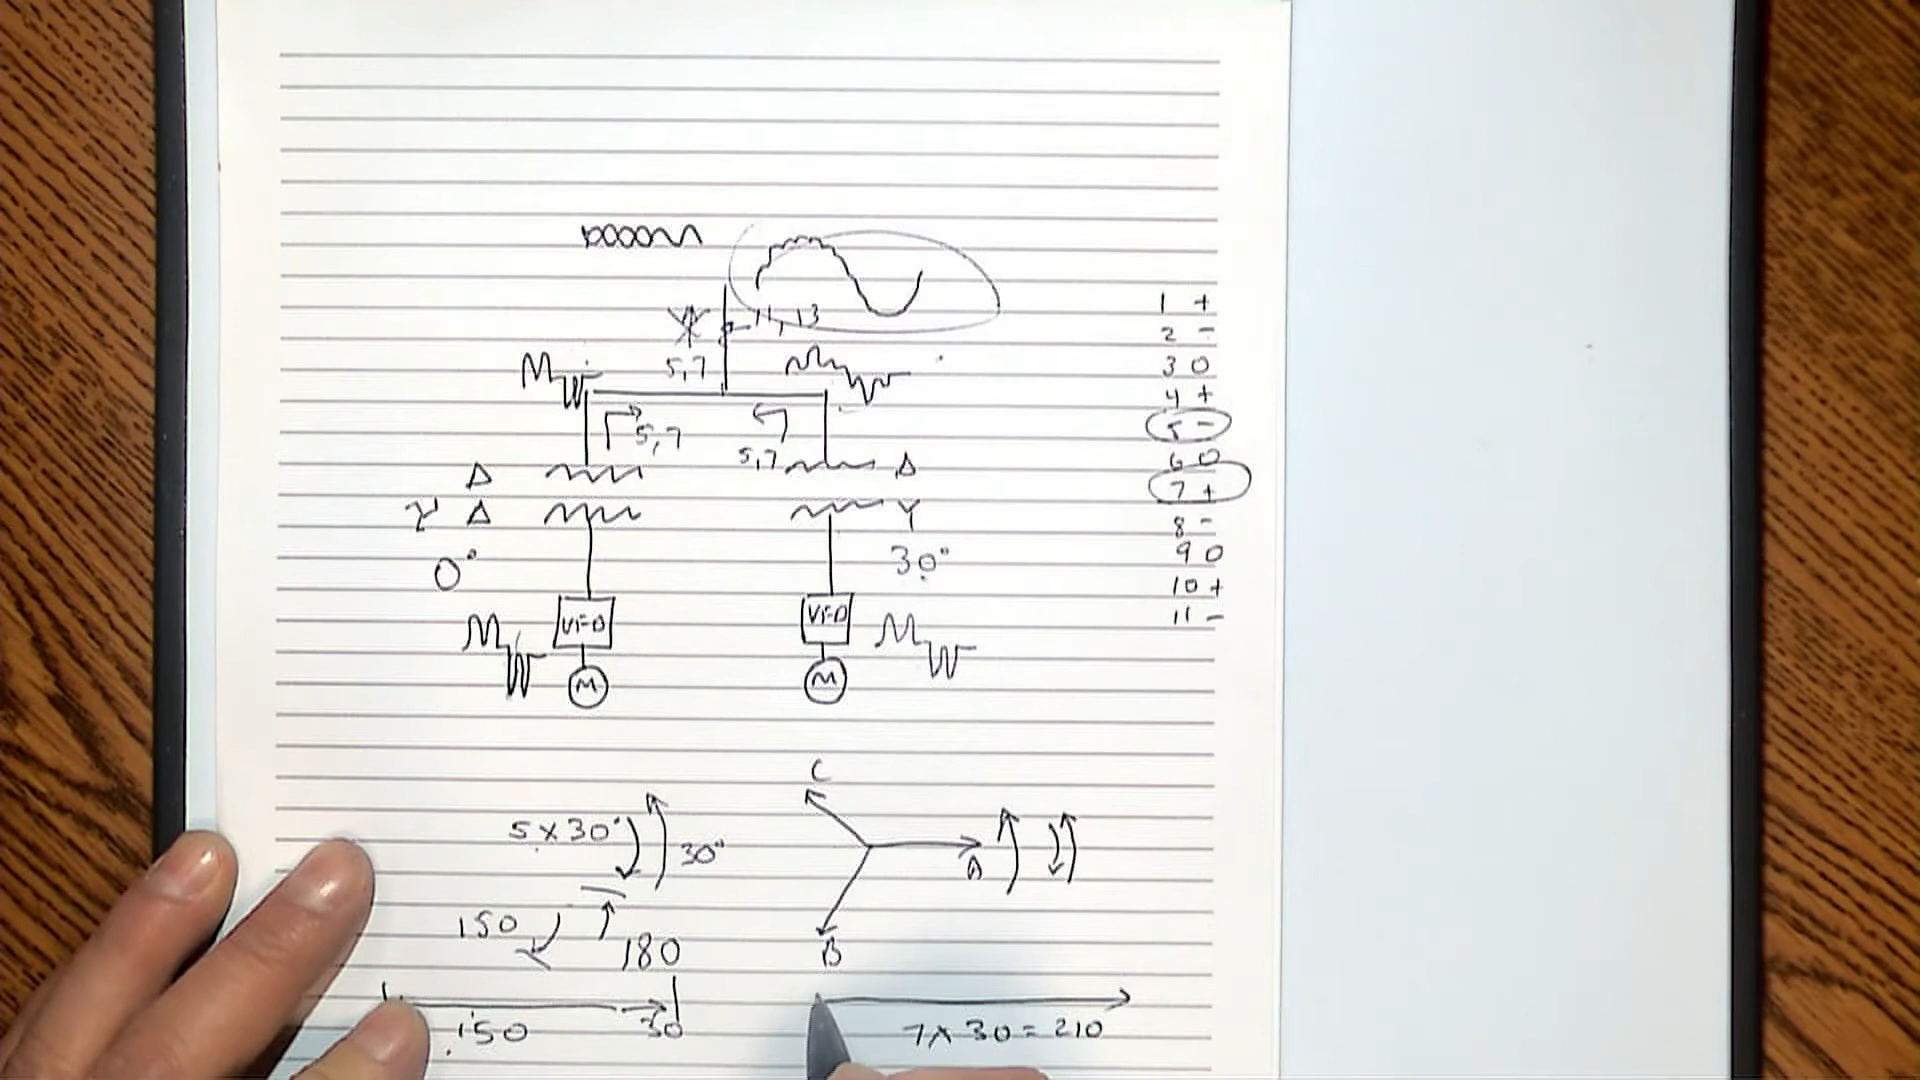 11, 13
5,7
5,7
5,7
Δ
Δ
Y Δ
Y
0°
30°
VFD
VFD
M
M
1 +
2 -
3 0
4 +
5 -
6 0
7 +
8 -
9 0
10 +
11 -
C
A
B
5 x 30°
30°
150
180
150
30
7 x 30 = 210